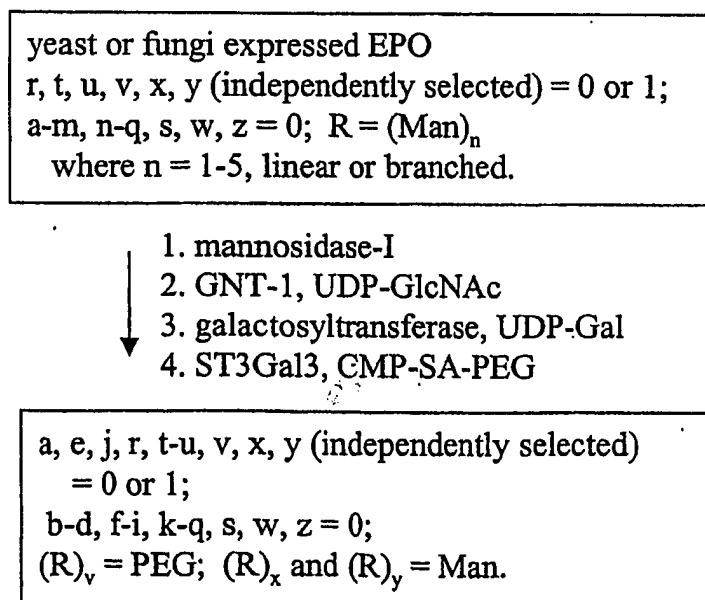 yeast or fungi expressed EPO
r, t, u, v, x, y (independently selected) = 0 or 1;
a-m, n-q, s, w, z = 0; R = (Man)n
where n = 1-5, linear or branched.
1. mannosidase-I
2. GNT-1, UDP-GlcNAc
3. galactosyltransferase, UDP-Gal
4. ST3Gal3, CMP-SA-PEG
a, e, j, r, t-u, v, x, y (independently selected)
= 0 or 1;
b-d, f-i, k-q, s, w, z = 0;
(R)v = PEG; (R)x and (R)y = Man.